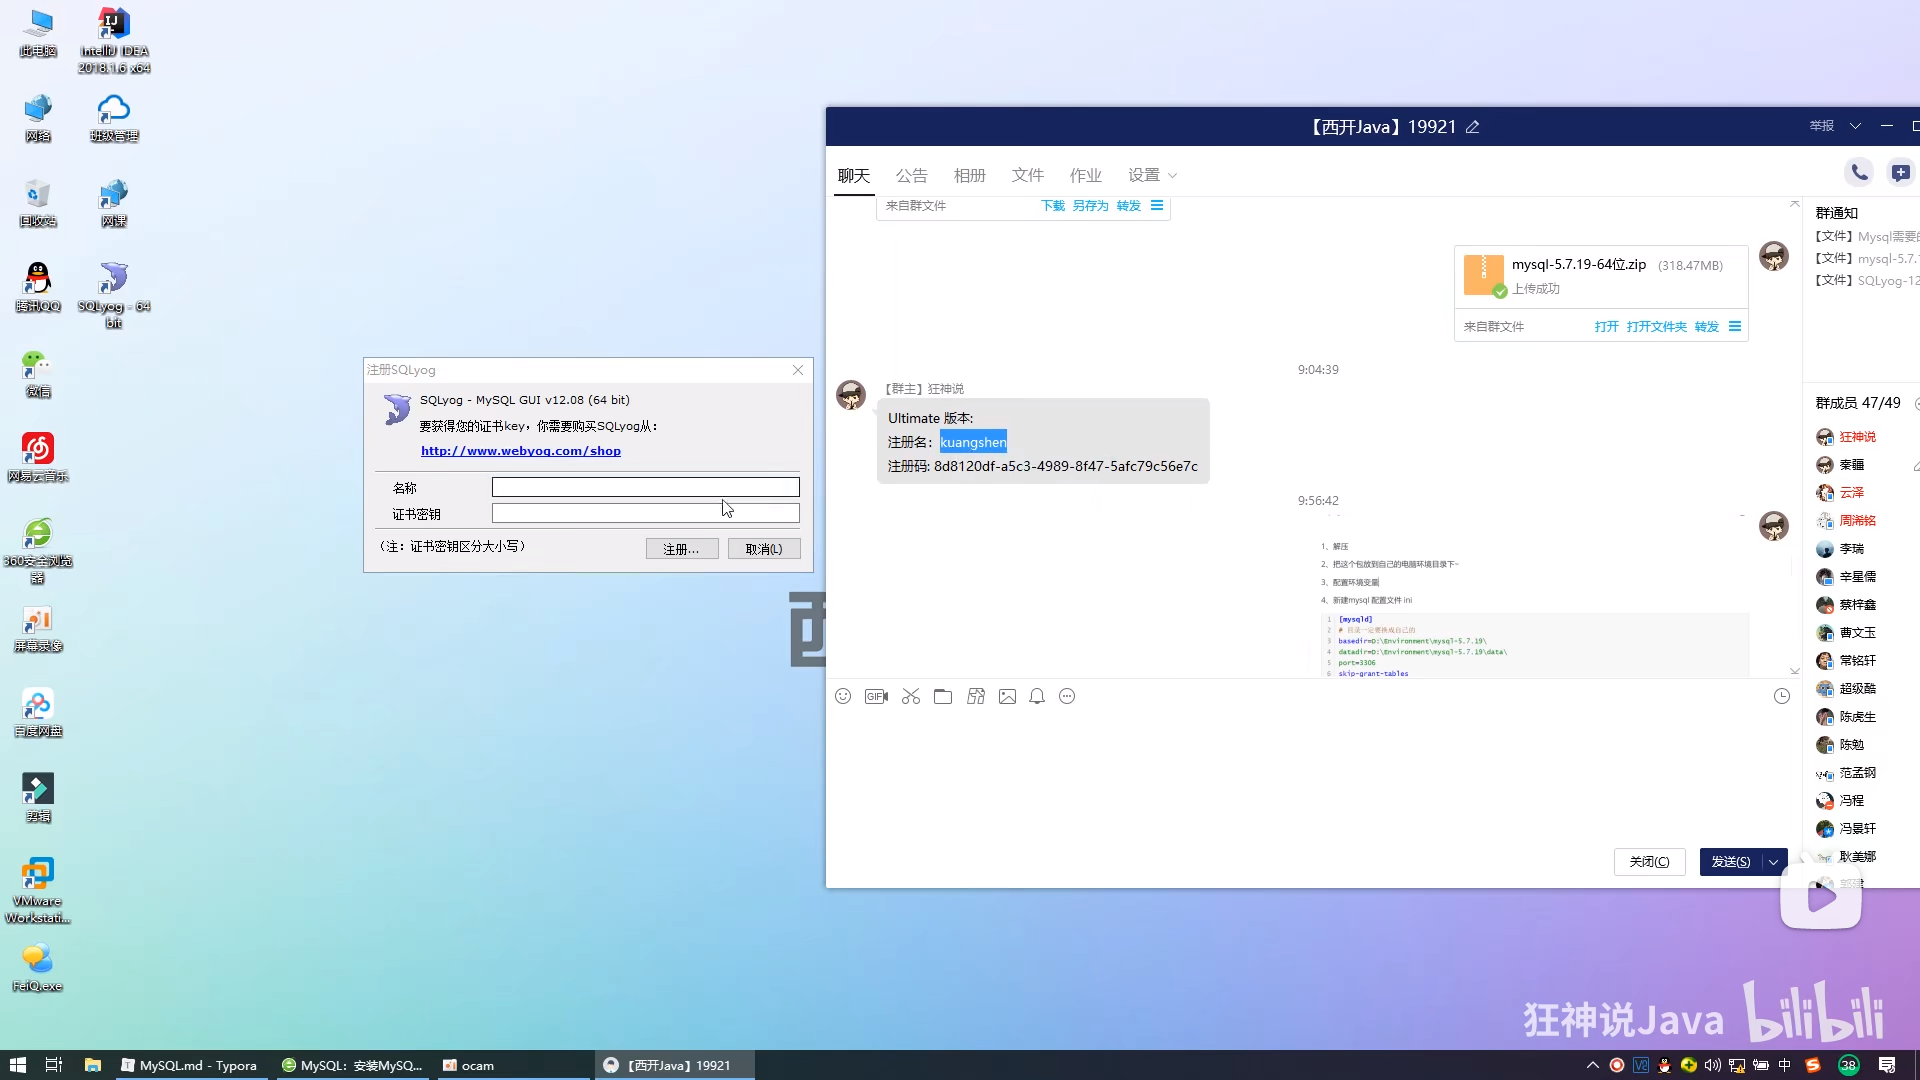 此电脑
IntelliJ IDEA
2018.1.6 x64
网络
班级管理
回收站
网课
腾讯QQ
SQLyog - 64
bit
微信
网易云音乐
360安全浏览
器
屏幕录像
百度网盘
剪辑
VMware
Workstati...
FeiQ.exe
注册SQLyog
SQLyog - MySQL GUI v12.08 (64 bit)
要获得您的证书key，你需要购买SQLyog从：
http://www.webyog.com/shop
名称
证书密钥
（注：证书密钥区分大小写）
注册...
取消(L)
【西开Java】19921
举报
聊天 公告 相册 文件 作业 设置
来自群文件 下载 另存为 转发
mysql-5.7.19-64位.zip (318.47MB)
上传成功
来自群文件 打开 打开文件夹 转发
9:04:39
【群主】狂神说
Ultimate 版本:
注册名：kuangshen
注册码: 8d8120df-a5c3-4989-8f47-5afc79c56e7c
9:56:42
1、解压
2、把这个包放到自己的电脑环境目录下~
3、配置环境变量
4、新建mysql 配置文件 ini
1 [mysqld]
2 # 目录一定要换成自己的
3 basedir=D:\Environment\mysql-5.7.19\
4 datadir=D:\Environment\mysql-5.7.19\data\
5 port=3306
6 skip-grant-tables
关闭(C)
发送(S)
群通知
【文件】Mysql需要的
【文件】mysql-5.7.1
【文件】SQLyog-12
群成员 47/49
狂神说
秦疆
云泽
周浠铭
李瑞
辛星儒
蔡梓鑫
曹文玉
常铭轩
超级酷
陈虎生
陈勉
范孟钢
冯程
冯景轩
耿美娜
狂神说Java bilibili
MySQL.md - Typora
MySQL：安装MySQ...
ocam
【西开Java】19921
中
38